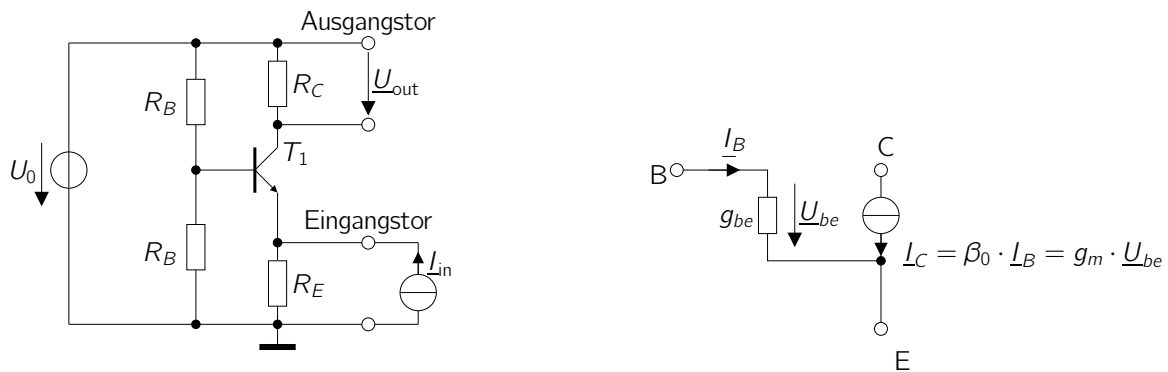 Ausgangstor
R_B
R_C
U_out
T_1
U_0
Eingangstor
R_B
R_E
I_in
I_B
B
C
g_be
U_be
I_C = β_0 · I_B = g_m · U_be
E